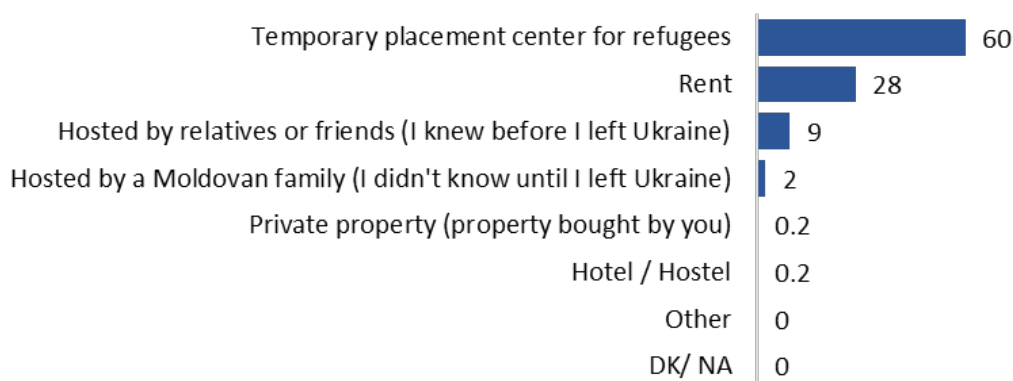 Temporary placement center for refugees 60
Rent 28
Hosted by relatives or friends (I knew before I left Ukraine) 9
Hosted by a Moldovan family (I didn't know until I left Ukraine) 2
Private property (property bought by you) 0.2
Hotel / Hostel 0.2
Other 0
DK/ NA 0